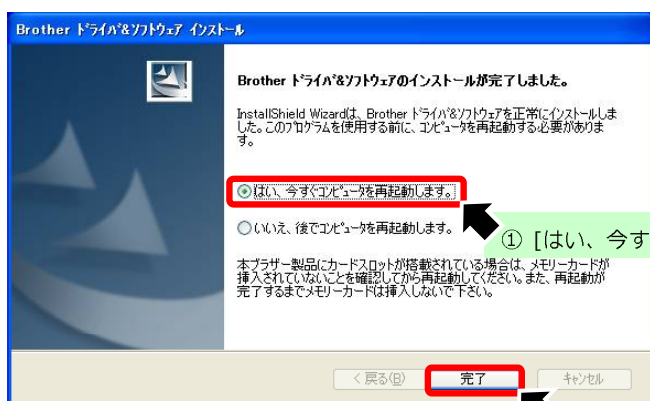 Brother ドライバ&ソフトウェア インストール
Brother ドライバ&ソフトウェアのインストールが完了しました。
InstallShield Wizardは、Brother ドライバ&ソフトウェアを正常にインストールしま
した。このプログラムを使用する前に、コンピュータを再起動する必要がありま
す。
はい、今すぐコンピュータを再起動します。
いいえ、後でコンピュータを再起動します。
① [はい、今す
本ブラザー製品にカードスロットが搭載されている場合は、メモリーカードが
挿入されていないことを確認してから再起動してください。また、再起動が
完了するまでメモリーカードは挿入しないで下さい。
< 戻る(B)
完了
キャンセル